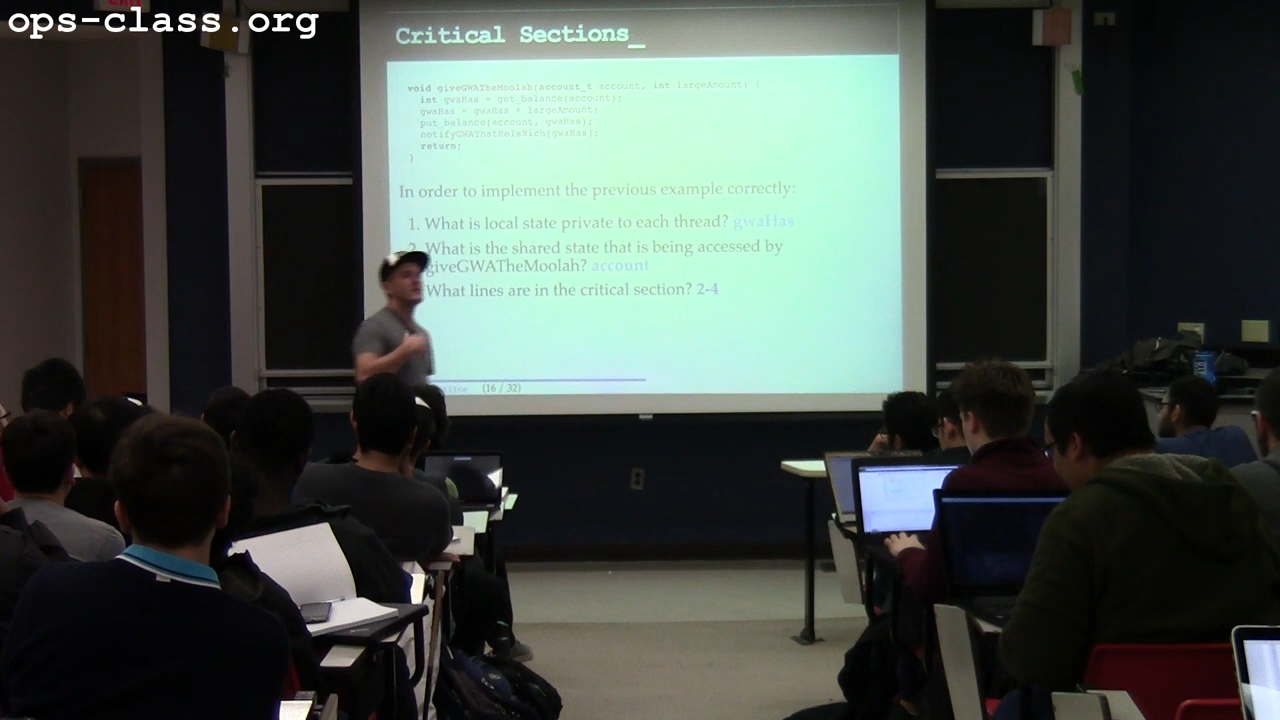 ops-class.org
Critical Sections_
void giveGWATheMoolah(account_t account, int largeAmount) {
int gwaHas = get_balance(account);
gwaHas = gwaHas + largeAmount;
put_balance(account, gwaHas);
notifyGWAThatHeIsRich(gwaHas);
return;
}
In order to implement the previous example correctly:
1. What is local state private to each thread? gwaHas
2. What is the shared state that is being accessed by
giveGWATheMoolah? account
What lines are in the critical section? 2-4
(16 / 32)